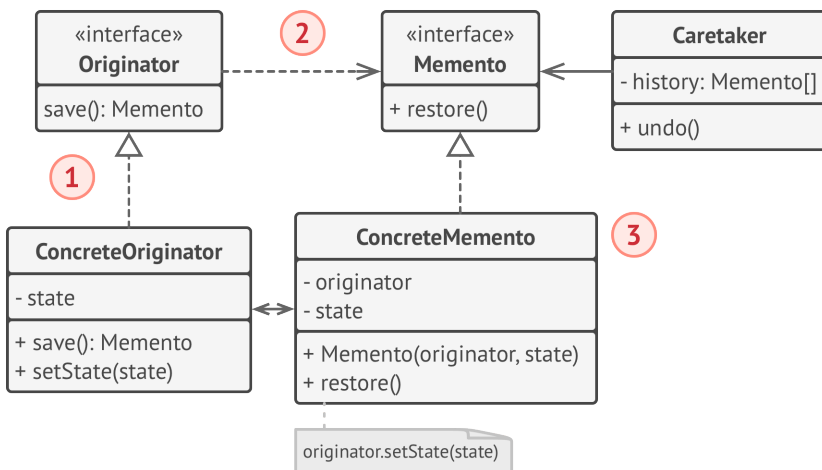 «interface»
Originator
save(): Memento
2
«interface»
Memento
+ restore()
Caretaker
- history: Memento[]
+ undo()
1
ConcreteOriginator
- state
+ save(): Memento
+ setState(state)
ConcreteMemento
- originator
- state
+ Memento(originator, state)
+ restore()
3
originator.setState(state)